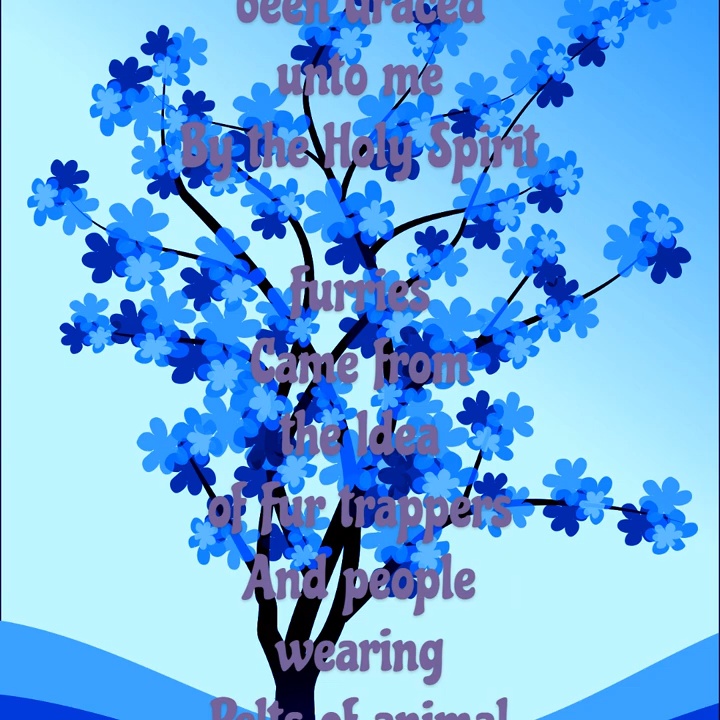 been Graced
unto me
By the Holy Spirit
furries
Came from
the Idea
of fur trappers
And people
wearing
Pelts of animal